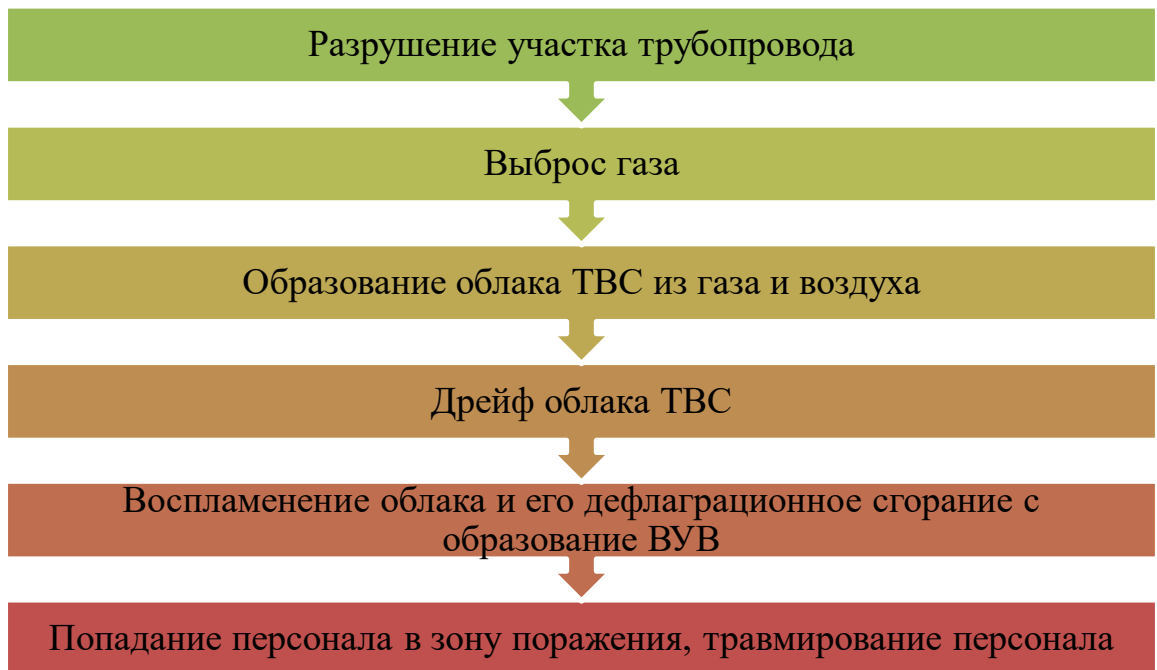 Разрушение участка трубопровода
Выброс газа
Образование облака ТВС из газа и воздуха
Дрейф облака ТВС
Воспламенение облака и его дефлаграционное сгорание с
образование ВУВ
Попадание персонала в зону поражения, травмирование персонала